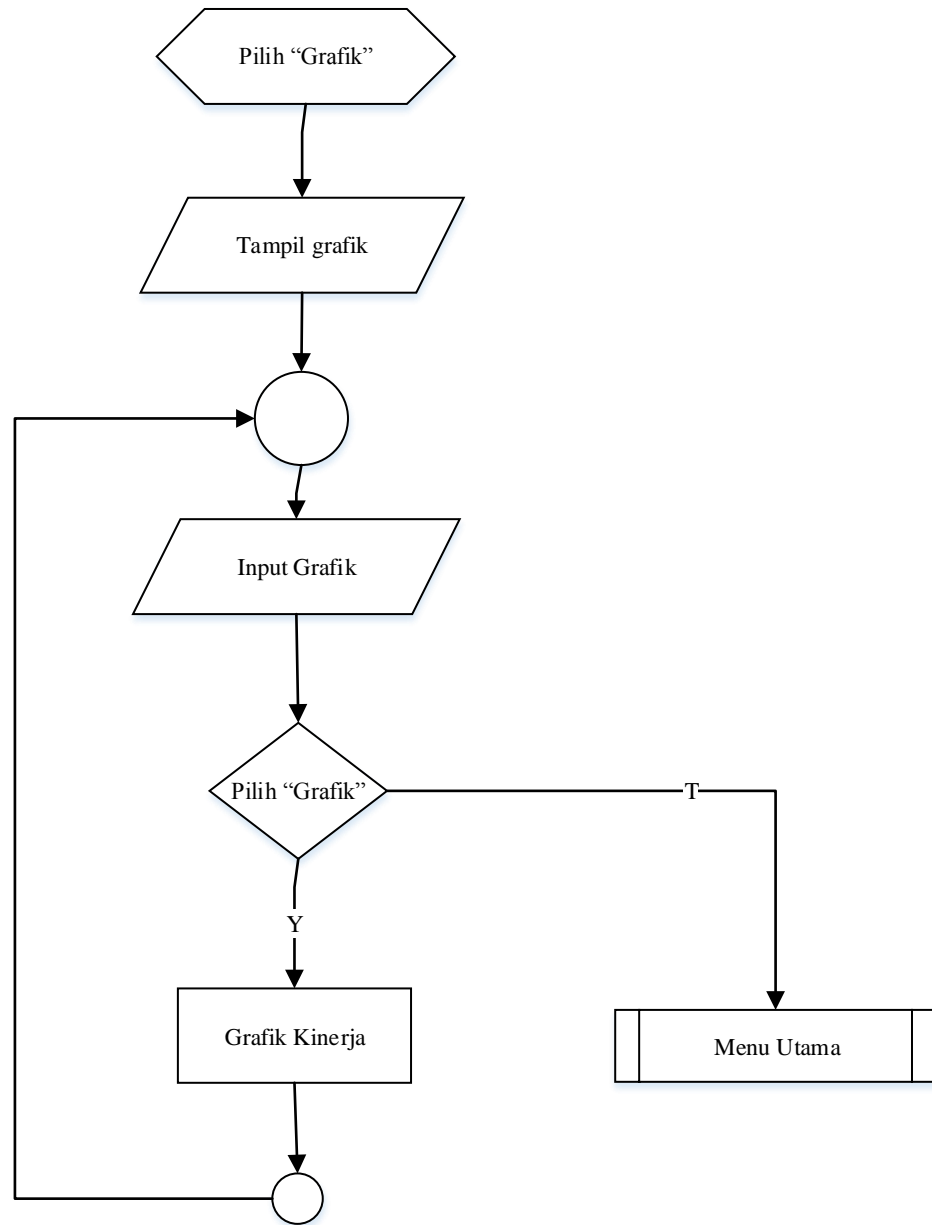 Pilih “Grafik”
Tampil grafik
Input Grafik
Pilih “Grafik”
T
Y
Grafik Kinerja
Menu Utama